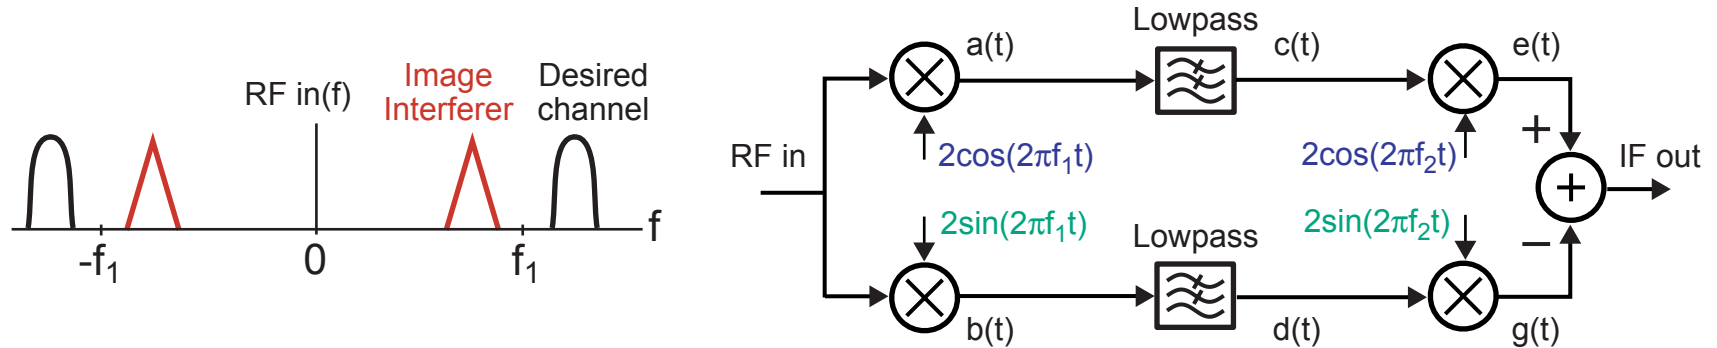 RF in(f)
Image
Interferer
Desired
channel
-f1
0
f1
f
RF in
a(t)
Lowpass
c(t)
e(t)
2cos(2πf1t)
2cos(2πf2t)
+
+
IF out
2sin(2πf1t)
2sin(2πf2t)
−
b(t)
Lowpass
d(t)
g(t)